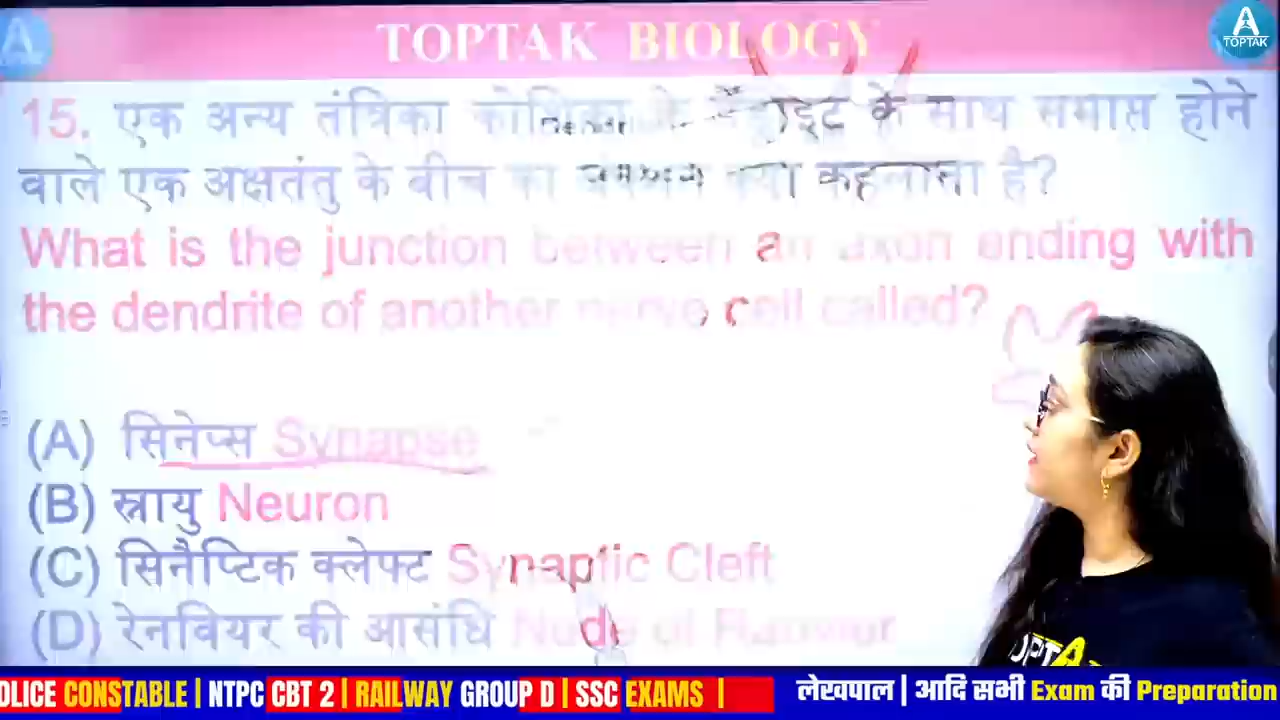 A
TOPTAK BIOLOGY
A
TOPTAK
15. एक अन्य तंत्रिका के साथ समाप्त होने
वाले एक अक्षतंतु के बीच का क्या कहलाता है?
What is the junction between an axon ending with
the dendrite of another nerve cell called?
(A) सिनेप्स Synapse
(B) स्नायु Neuron
(C) सिनैप्टिक क्लेफ्ट Synaptic Cleft
(D) रेनवियर की आसंधि Node of Ranvier
OLICE CONSTABLE | NTPC CBT 2 | RAILWAY GROUP D | SSC EXAMS | लेखपाल | आदि सभी Exam की Preparation